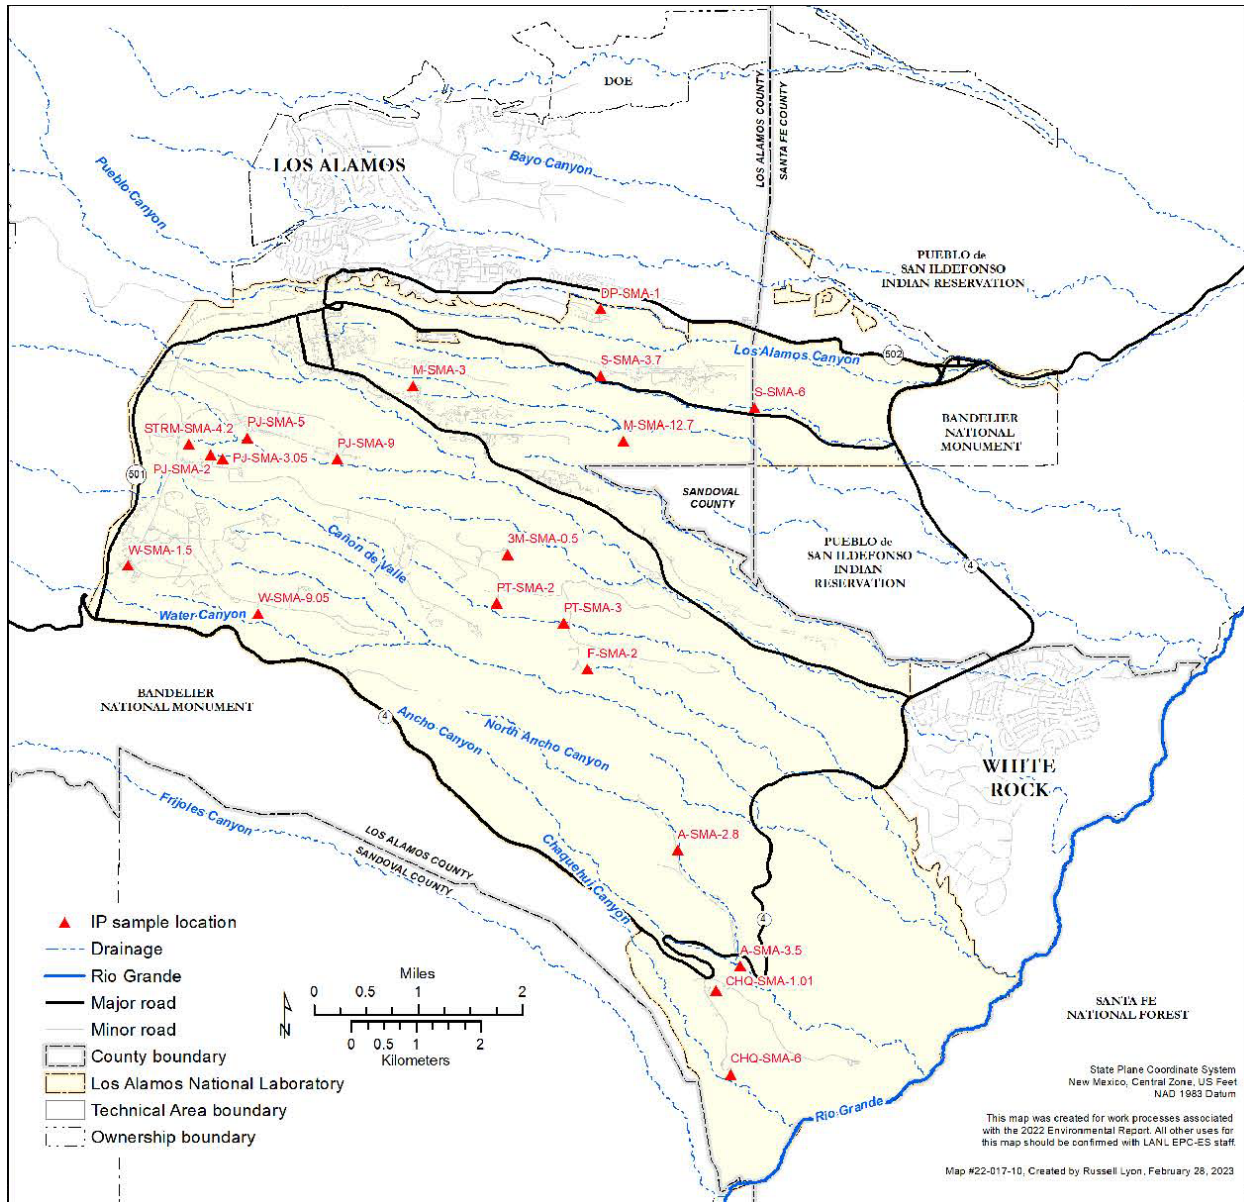 DOE
LOS ALAMOS COUNTY
SANTA FE COUNTY
LOS ALAMOS
Bayo Canyon
Pueblo Canyon
PUEBLO de
SAN ILDEFONSO
INDIAN RESERVATION
DP-SMA-1
Los Alamos Canyon
502
S-SMA-3.7
M-SMA-3
S-SMA-6
BANDELIER
NATIONAL
MONUMENT
M-SMA-12.7
PJ-SMA-5
STRM-SMA-4.2
PJ-SMA-9
PJ-SMA-2
PJ-SMA-3.05
501
SANDOVAL
COUNTY
PUEBLO de
SAN ILDEFONSO
INDIAN
RESERVATION
4
Cañon de Valle
3M-SMA-0.5
W-SMA-1.5
PT-SMA-2
PT-SMA-3
W-SMA-9.05
Water Canyon
F-SMA-2
BANDELIER
NATIONAL MONUMENT
4
Ancho Canyon
North Ancho Canyon
WHITE
ROCK
Frijoles Canyon
LOS ALAMOS COUNTY
SANDOVAL COUNTY
Chaquehui Canyon
A-SMA-2.8
4
A-SMA-3.5
CHQ-SMA-1.01
CHQ-SMA-6
Rio Grande
SANTA FE
NATIONAL FOREST
IP sample location
Drainage
Rio Grande
Major road
Minor road
County boundary
Los Alamos National Laboratory
Technical Area boundary
Ownership boundary
N
Miles
0 0.5 1 2
0 0.5 1 2
Kilometers
State Plane Coordinate System
New Mexico, Central Zone, US Feet
NAD 1983 Datum
This map was created for work processes associated
with the 2022 Environmental Report. All other uses for
this map should be confirmed with LANL EPC-ES staff.
Map #22-017-10, Created by Russell Lyon, February 28, 2023